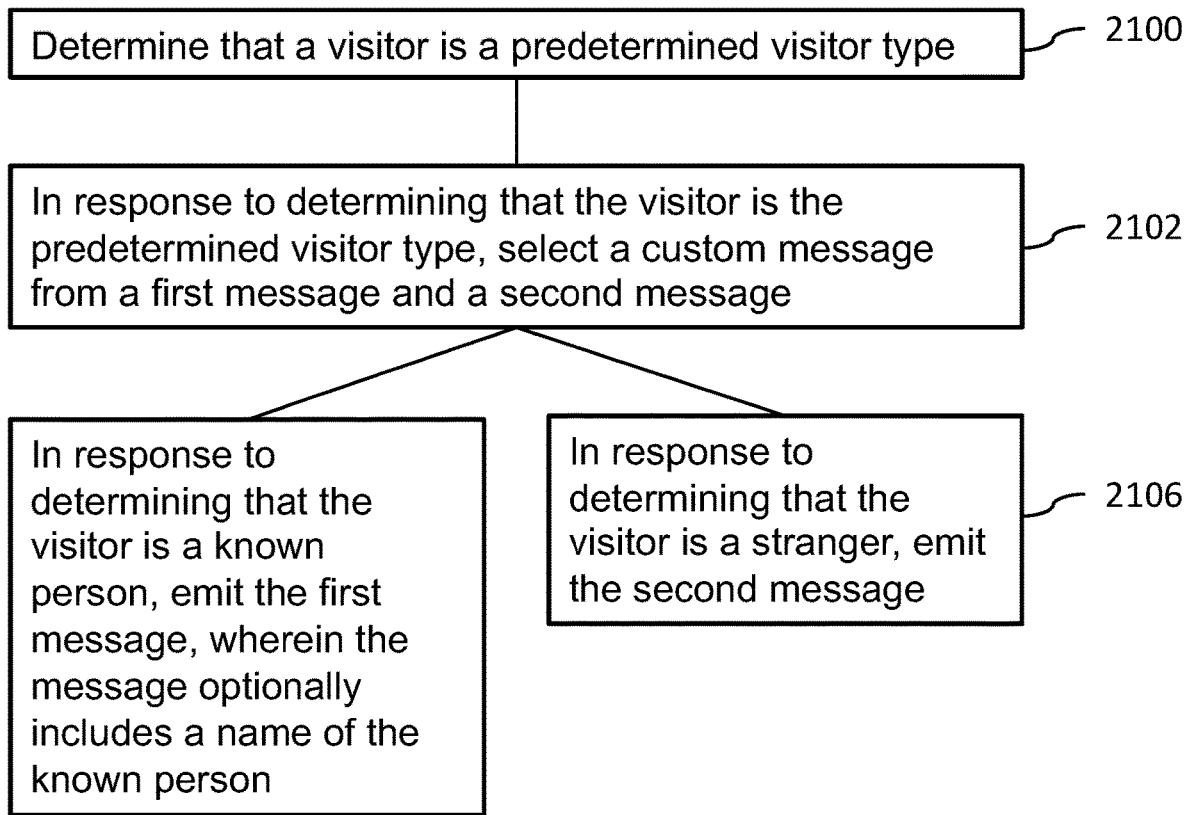 Determine that a visitor is a predetermined visitor type
2100
In response to determining that the visitor is the
predetermined visitor type, select a custom message
from a first message and a second message
2102
In response to
determining that the
visitor is a known
person, emit the first
message, wherein the
message optionally
includes a name of the
known person
In response to
determining that the
visitor is a stranger, emit
the second message
2106